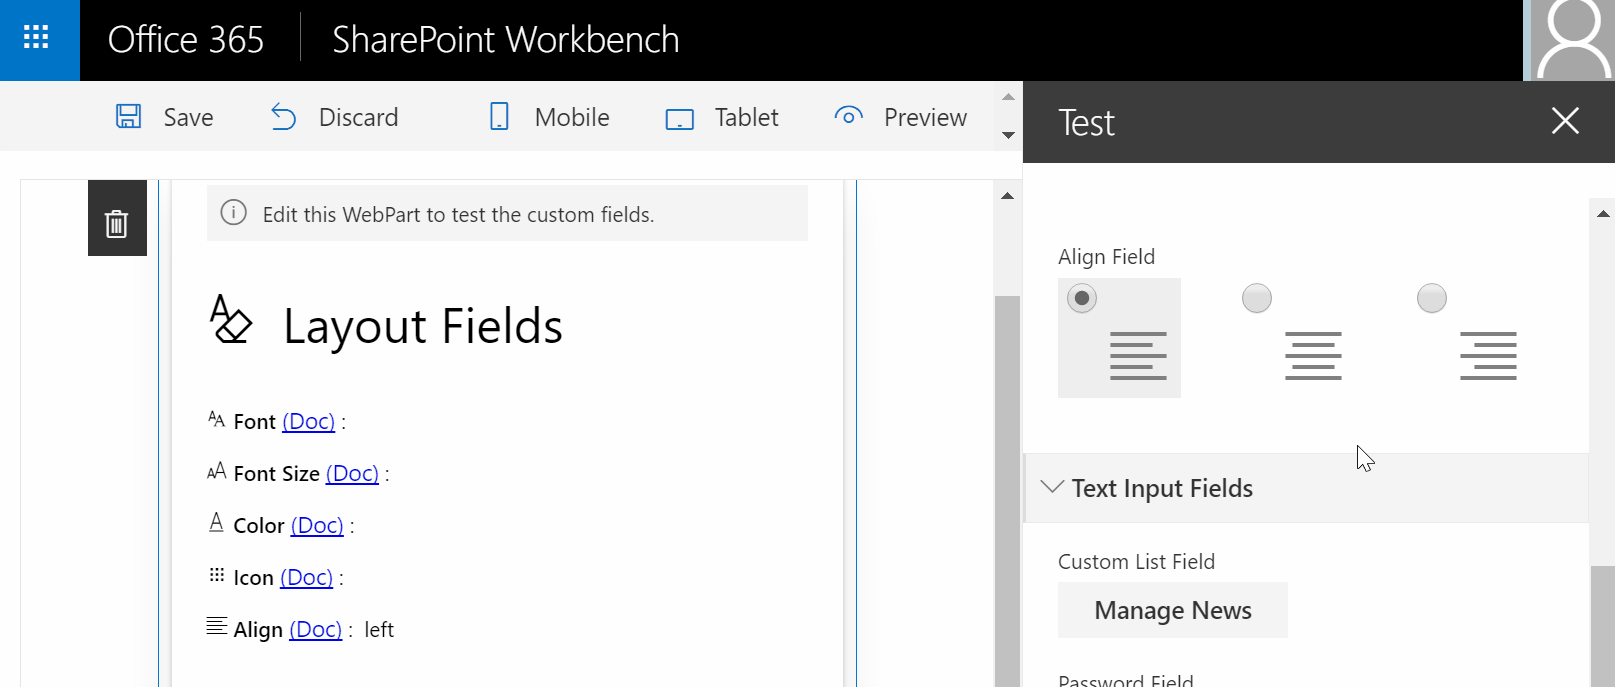 Office 365 SharePoint Workbench
Save Discard Mobile Tablet Preview
Test
Edit this WebPart to test the custom fields.
Layout Fields
Font (Doc) :
Font Size (Doc) :
Color (Doc) :
Icon (Doc) :
Align (Doc) : left
Align Field
Text Input Fields
Custom List Field
Manage News
Password Field